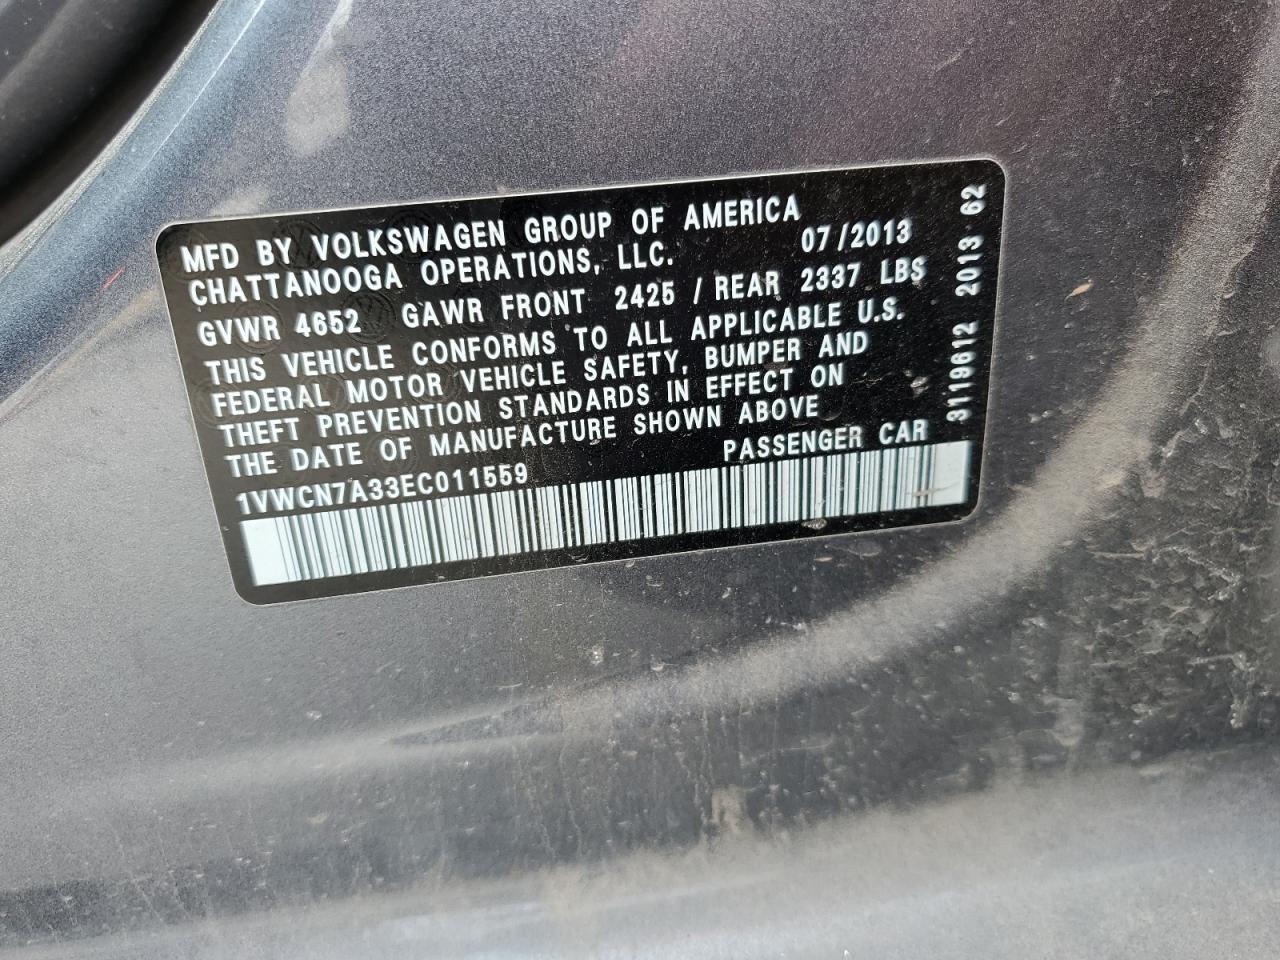 MFD BY VOLKSWAGEN GROUP OF AMERICA
CHATTANOOGA OPERATIONS, LLC. 07/2013
GVWR 4652 GAWR FRONT 2425 / REAR 2337 LBS
THIS VEHICLE CONFORMS TO ALL APPLICABLE U.S.
FEDERAL MOTOR VEHICLE SAFETY, BUMPER AND
THEFT PREVENTION STANDARDS IN EFFECT ON
THE DATE OF MANUFACTURE SHOWN ABOVE
1VWCN7A33EC011559 PASSENGER CAR
3119612 2013 62